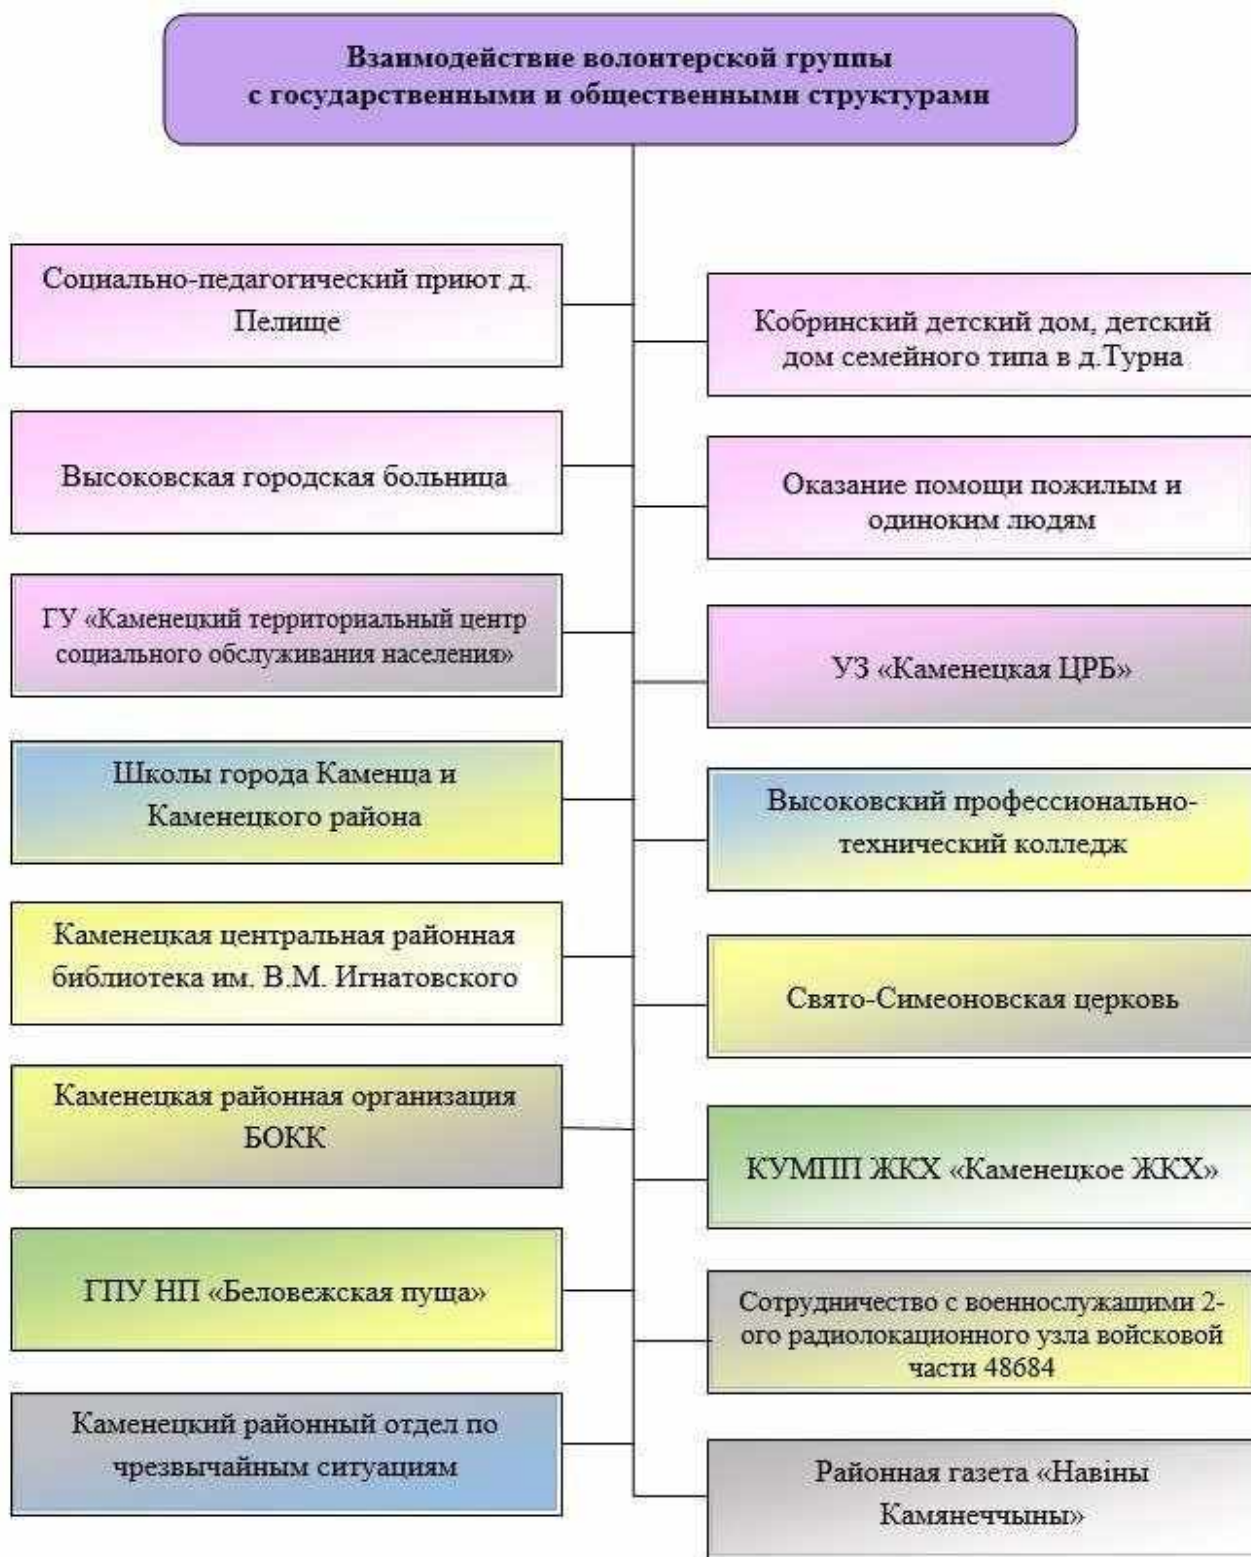 Взаимодействие волонтерской группы
с государственными и общественными структурами
Социально-педагогический приют д.
Пелище
Кобринский детский дом, детский
дом семейного типа в д.Турна
Высоковская городская больница
Оказание помощи пожилым и
одиноким людям
ГУ «Каменецкий территориальный центр
социального обслуживания населения»
УЗ «Каменецкая ЦРБ»
Школы города Каменца и
Каменецкого района
Высоковский профессионально-
технический колледж
Каменецкая центральная районная
библиотека им. В.М. Игнатовского
Свято-Симеоновская церковь
Каменецкая районная организация
БОКК
КУМПП ЖКХ «Каменецкое ЖКХ»
ГПУ НП «Беловежская пуща»
Сотрудничество с военнослужащими 2-
ого радиолокационного узла войсковой
части 48684
Каменецкий районный отдел по
чрезвычайным ситуациям
Районная газета «Навіны
Камянеччыны»